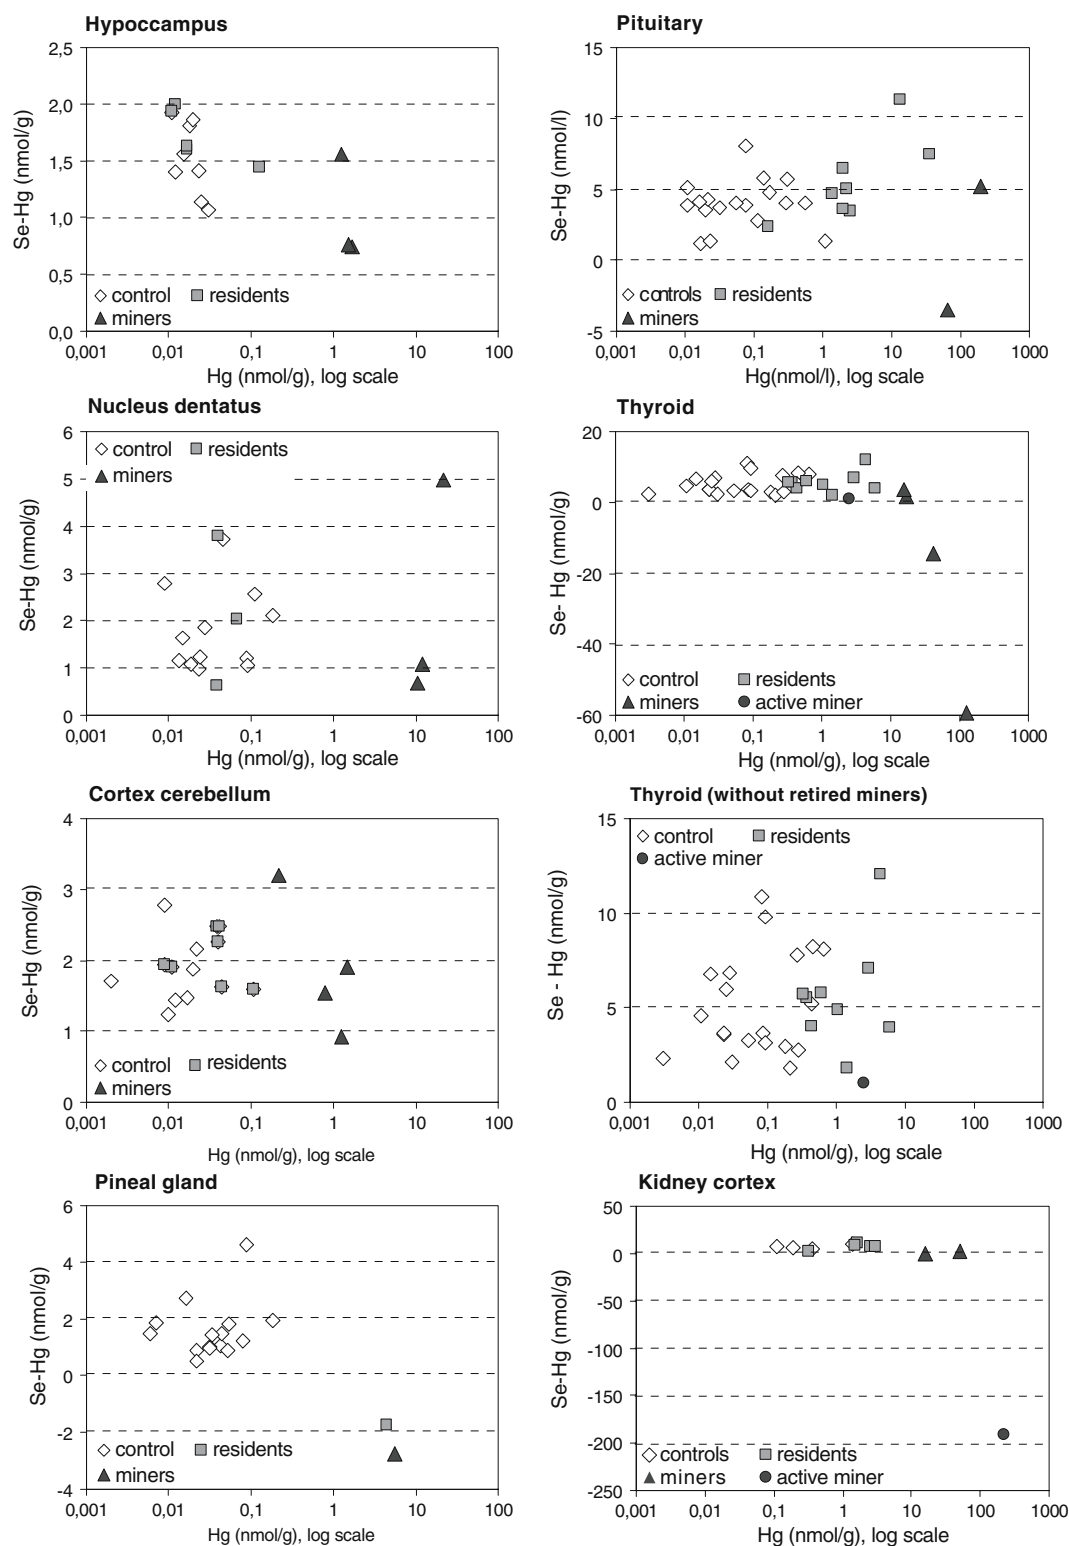 Hypoccampus
Se-Hg (nmol/g)
2,5
2,0
1,5
1,0
0,5
0,0
control residents
miners
0,001 0,01 0,1 1 10 100
Hg (nmol/g), log scale
Pituitary
Se-Hg (nmol/l)
15
10
5
0
-5
controls residents
miners
0,001 0,01 0,1 1 10 100 1000
Hg(nmol/l), log scale
Nucleus dentatus
Se-Hg (nmol/g)
6
5
4
3
2
1
0
control residents
miners
0,001 0,01 0,1 1 10 100
Hg (nmol/g), log scale
Thyroid
Se- Hg (nmol/g)
20
0
-20
-40
-60
control residents
miners active miner
0,001 0,01 0,1 1 10 100 1000
Hg (nmol/g), log scale
Cortex cerebellum
Se-Hg (nmol/g)
4
3
2
1
0
control residents
miners
0,001 0,01 0,1 1 10 100
Hg (nmol/g), log scale
Thyroid (without retired miners)
Se - Hg (nmol/g)
15
10
5
0
control residents
active miner
0,001 0,01 0,1 1 10 100 1000
Hg (nmol/g), log scale
Pineal gland
Se-Hg (nmol/g)
6
4
2
0
-2
-4
control residents
miners
0,001 0,01 0,1 1 10 100
Hg (nmol/g), log scale
Kidney cortex
Se-Hg (nmol/g)
50
0
-50
-100
-150
-200
-250
controls residents
miners active miner
0,001 0,01 0,1 1 10 100 1000
Hg (nmol/g), log scale